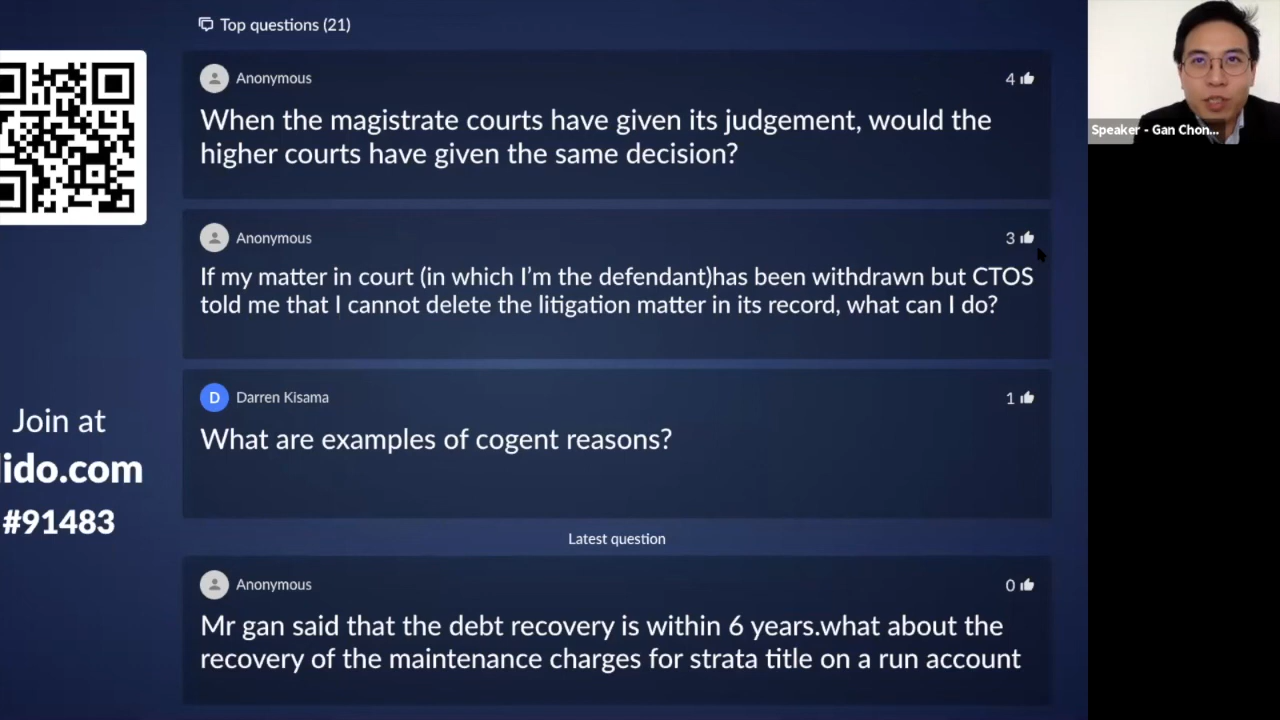 Top questions (21)
Anonymous
4
When the magistrate courts have given its judgement, would the
higher courts have given the same decision?
Anonymous
3
If my matter in court (in which I'm the defendant)has been withdrawn but CTOS
told me that I cannot delete the litigation matter in its record, what can I do?
D Darren Kisama
1
What are examples of cogent reasons?
Latest question
Anonymous
0
Mr gan said that the debt recovery is within 6 years.what about the
recovery of the maintenance charges for strata title on a run account
Join at
lido.com
#91483
Speaker - Gan Chon...